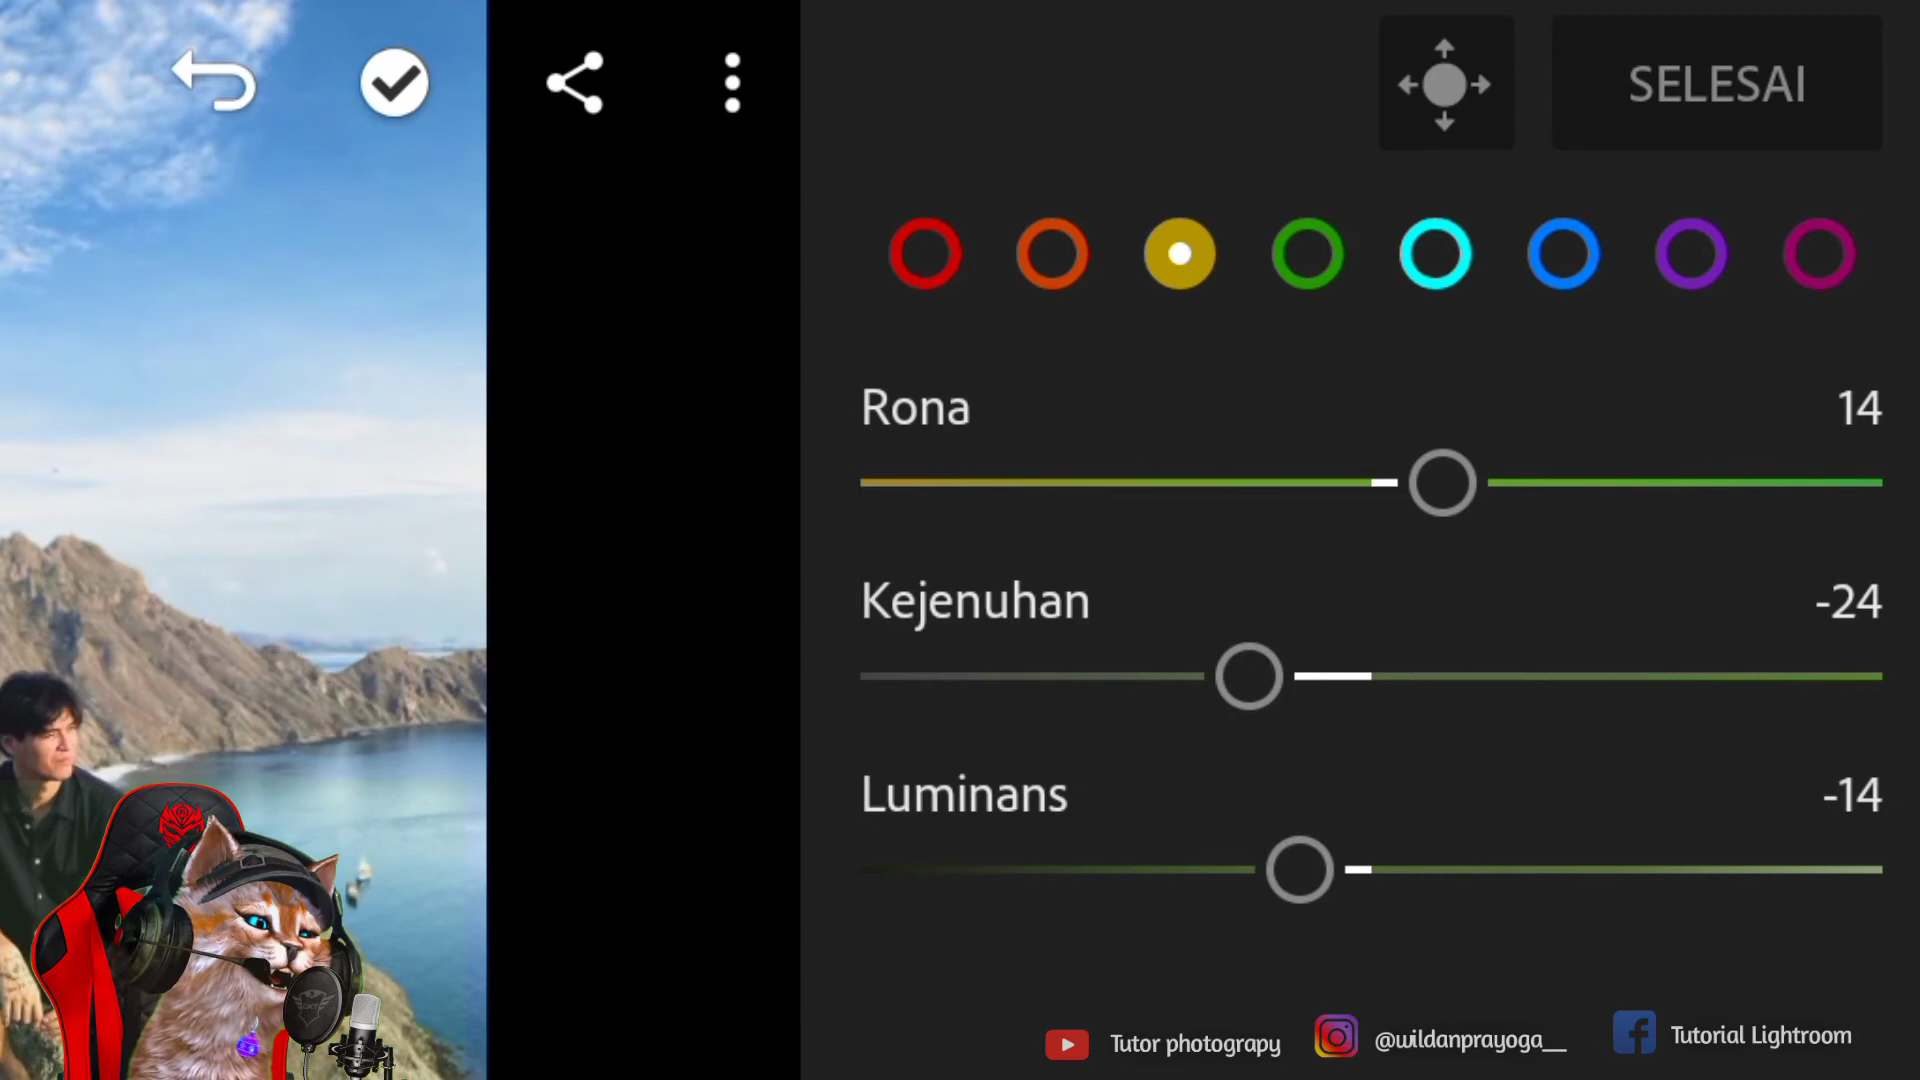 SELESAI
Rona 14
Kejenuhan -24
Luminans -14
Tutor photograpy @wildanprayoga__ Tutorial Lightroom